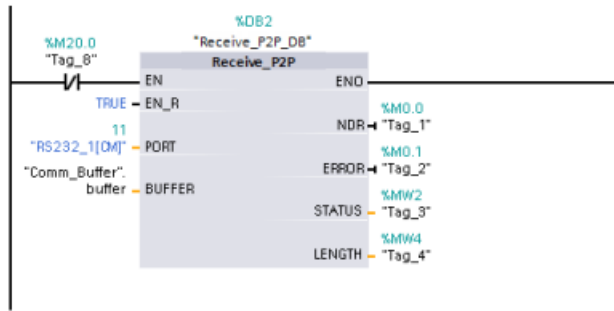 %DB2
"Receive_P2P_DB"
%M20.0
"Tag_8"
Receive_P2P
EN
ENO
TRUE
EN_R
%M0.0
11
NDR
"Tag_1"
"RS232_1[CM]"
PORT
%M0.1
"Comm_Buffer".
ERROR
"Tag_2"
buffer
BUFFER
%MW2
STATUS
"Tag_3"
%MW4
LENGTH
"Tag_4"